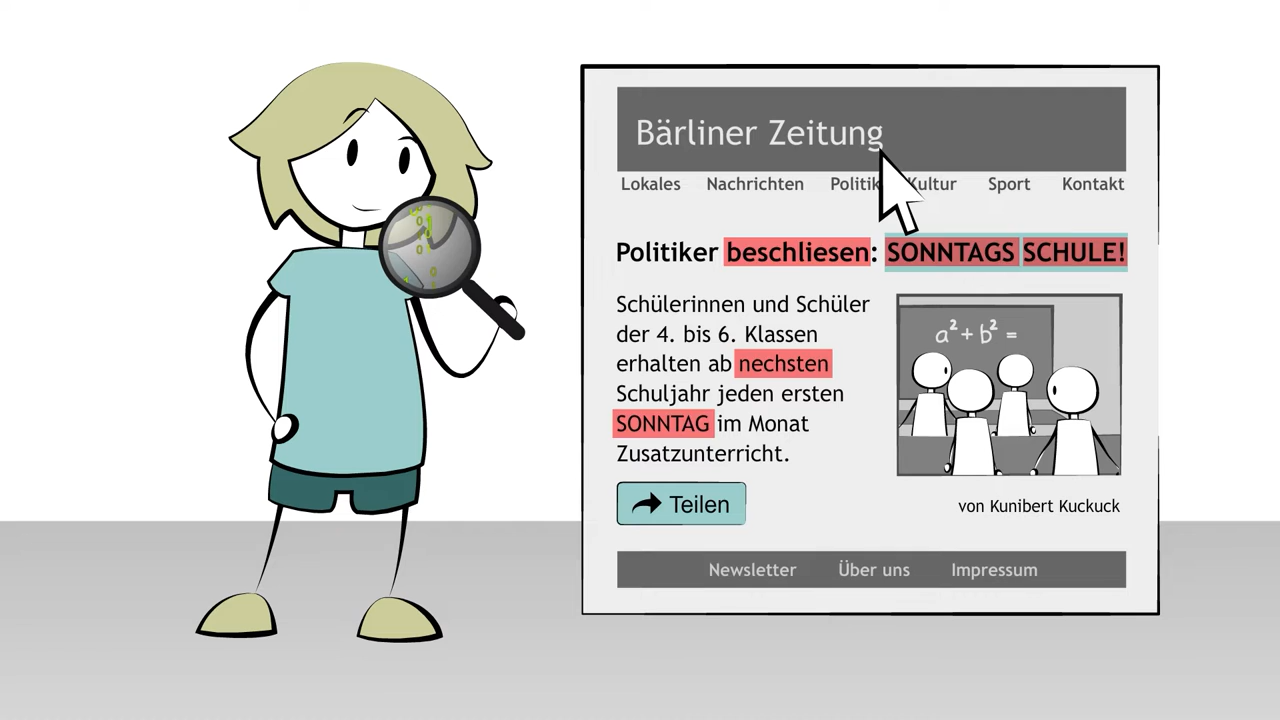 Bärliner Zeitung
Lokales Nachrichten Politik Kultur Sport Kontakt
Politiker beschliesen: SONNTAGS SCHULE!
Schülerinnen und Schüler
der 4. bis 6. Klassen
erhalten ab nechsten
Schuljahr jeden ersten
SONNTAG im Monat
Zusatzunterricht.
a² + b² =
Teilen
von Kunibert Kuckuck
Newsletter Über uns Impressum